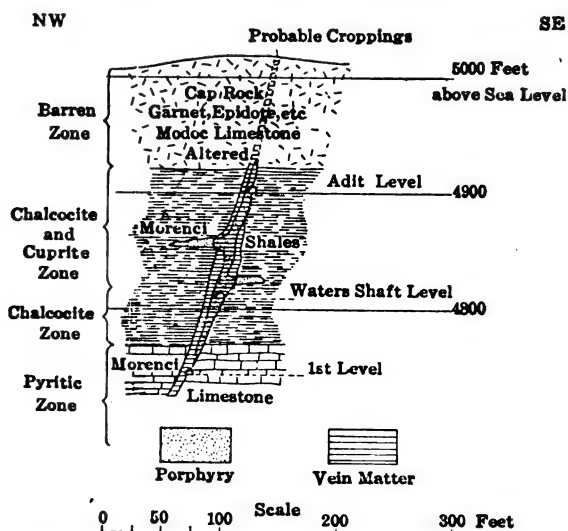 NW
SE
Probable Croppings
5000 Feet
above Sea Level
Cap Rock
Garnet, Epidote, etc
Modoc Limestone
Altered
Barren
Zone
Adit Level
4900
Morenci
Shales
Chalcocite
and
Cuprite
Zone
Waters Shaft Level
4800
Chalcocite
Zone
Morenci
1st Level
Limestone
Pyritic
Zone
Porphyry
Vein Matter
Scale
0 50 100 200 300 Feet